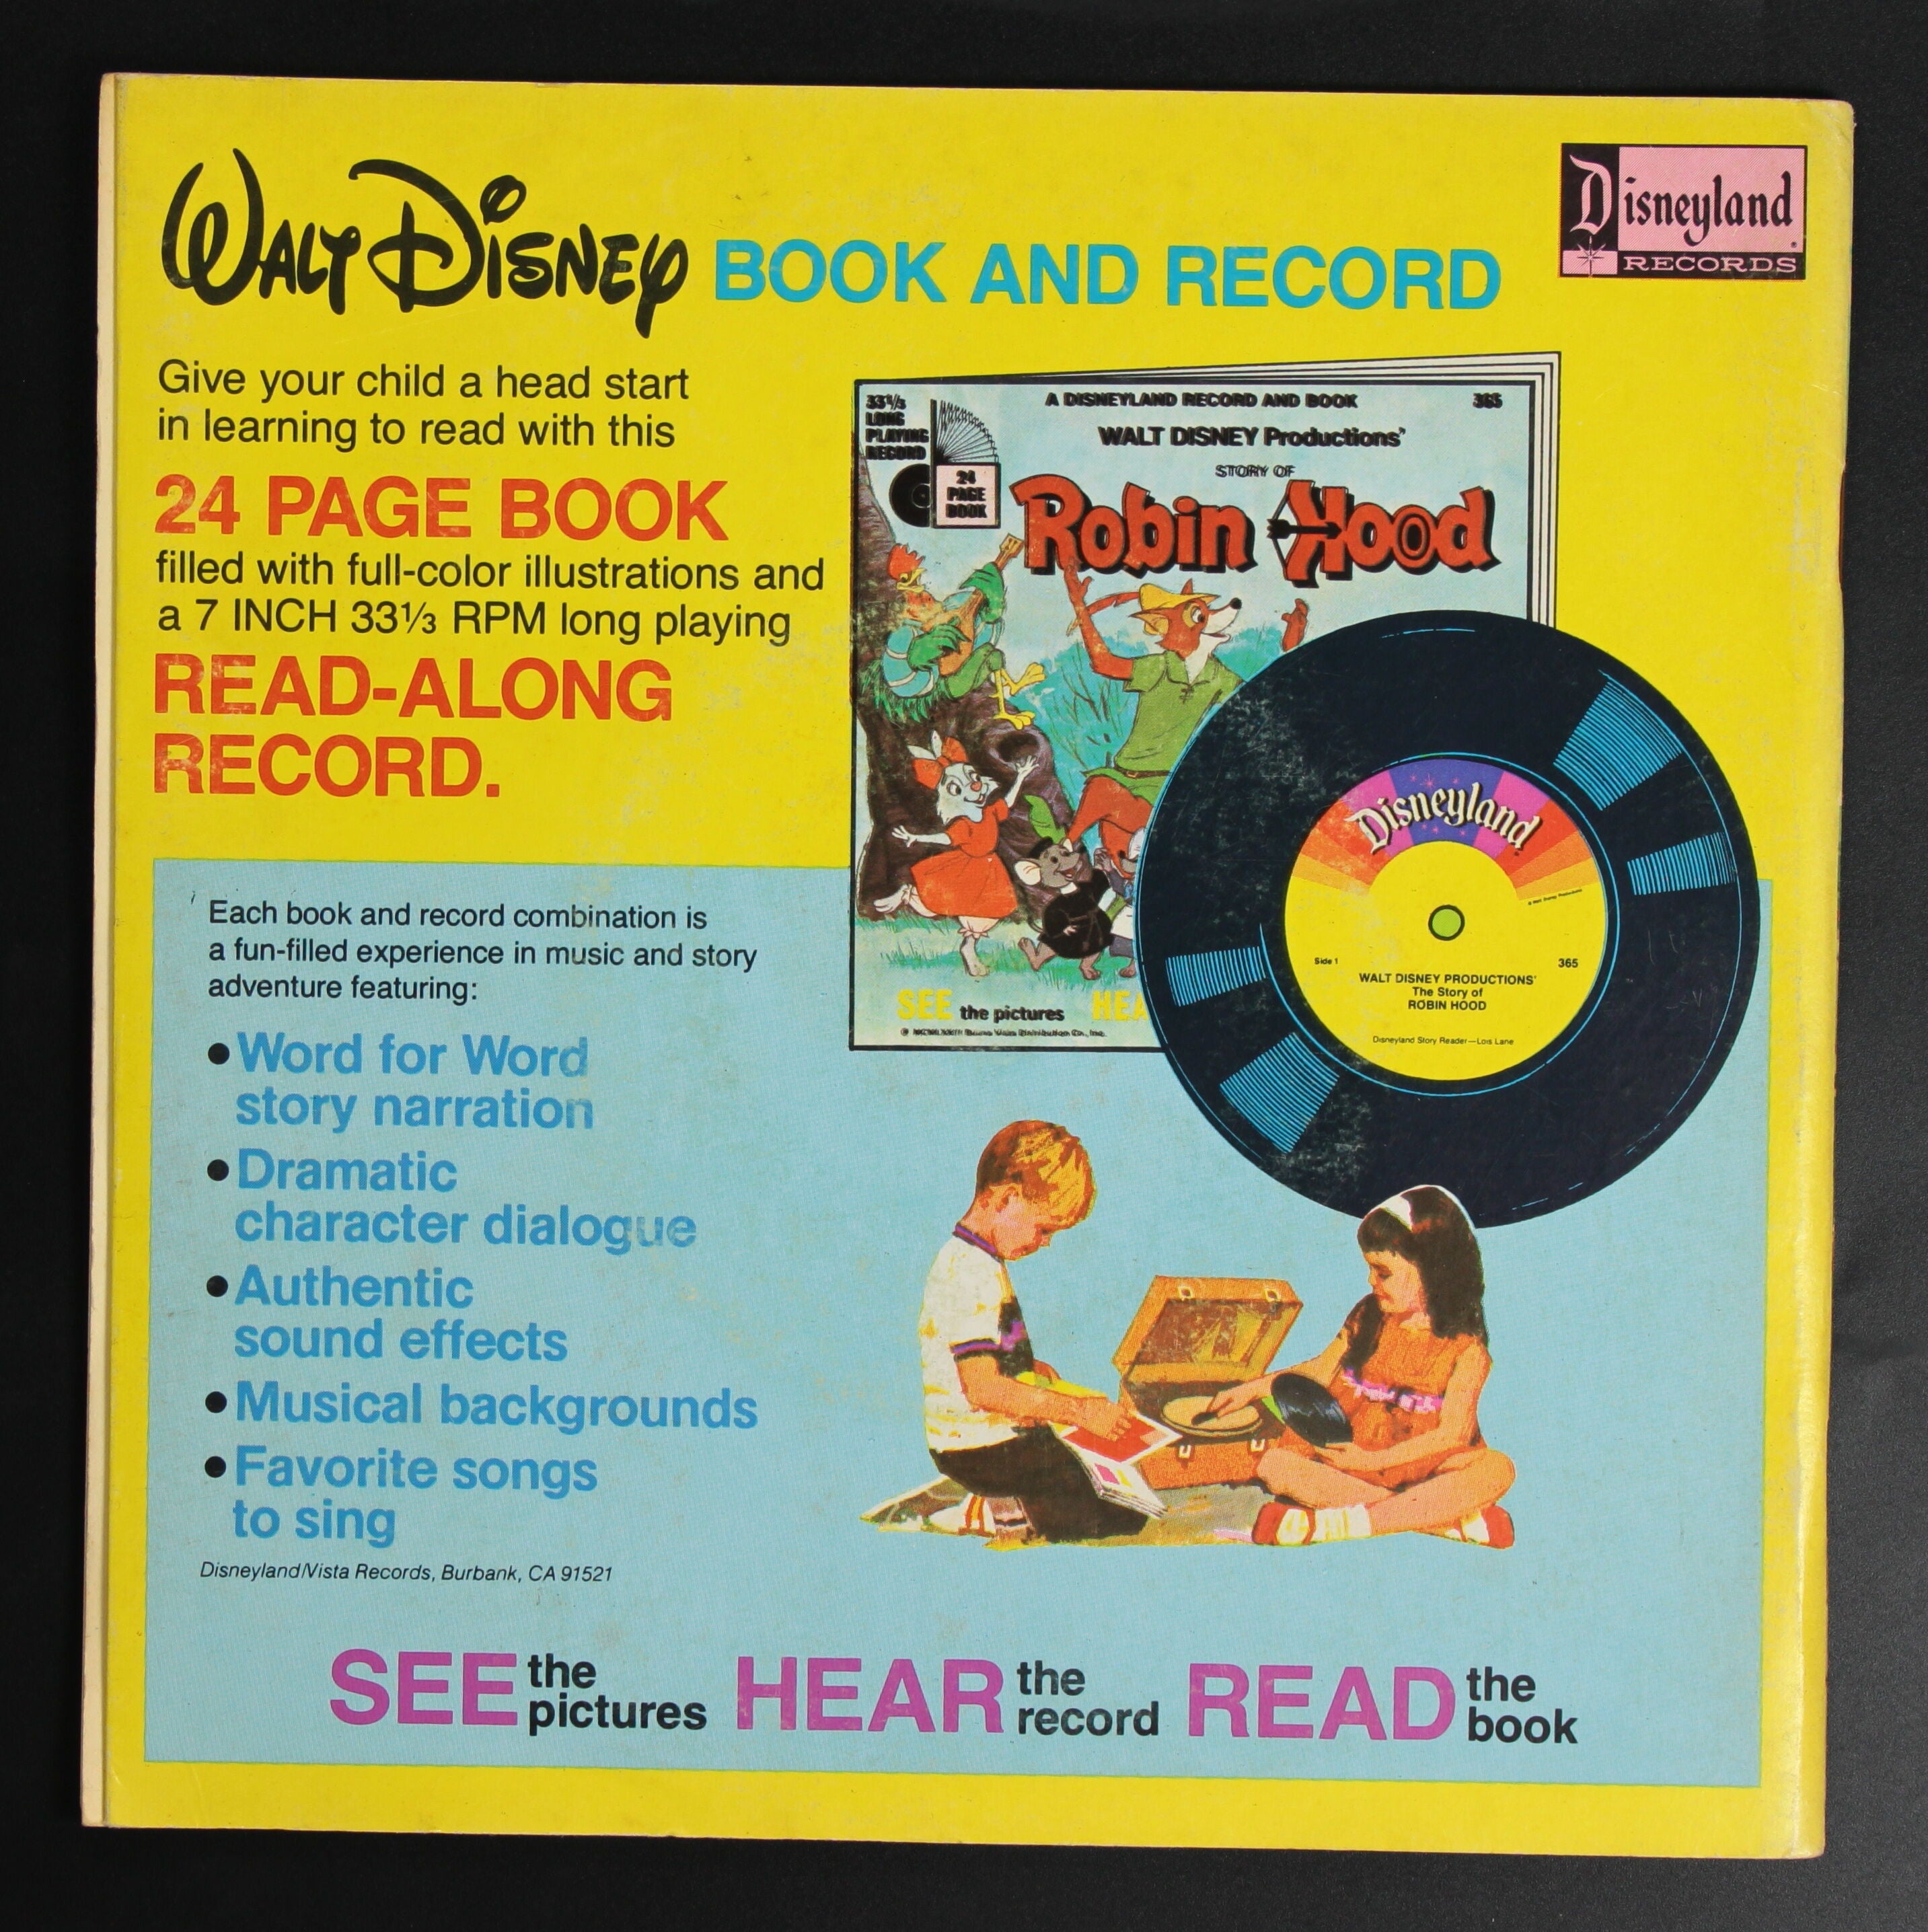 WALT DISNEY BOOK AND RECORD
Disneyland
RECORDS
Give your child a head start
in learning to read with this
24 PAGE BOOK
filled with full-color illustrations and
a 7 INCH 33⅓ RPM long playing
READ-ALONG
RECORD.
33⅓
LONG
PLAYING
RECORD
24
PAGE
BOOK
A DISNEYLAND RECORD AND BOOK 365
WALT DISNEY Productions'
STORY OF
Robin Hood
SEE the pictures HEA
Disneyland
Side 1 365
WALT DISNEY PRODUCTIONS'
The Story of
ROBIN HOOD
Disneyland Story Reader—Lois Lane
Each book and record combination is
a fun-filled experience in music and story
adventure featuring:
• Word for Word
story narration
• Dramatic
character dialogue
• Authentic
sound effects
• Musical backgrounds
• Favorite songs
to sing
Disneyland/Vista Records, Burbank, CA 91521
SEE the pictures HEAR the record READ the book